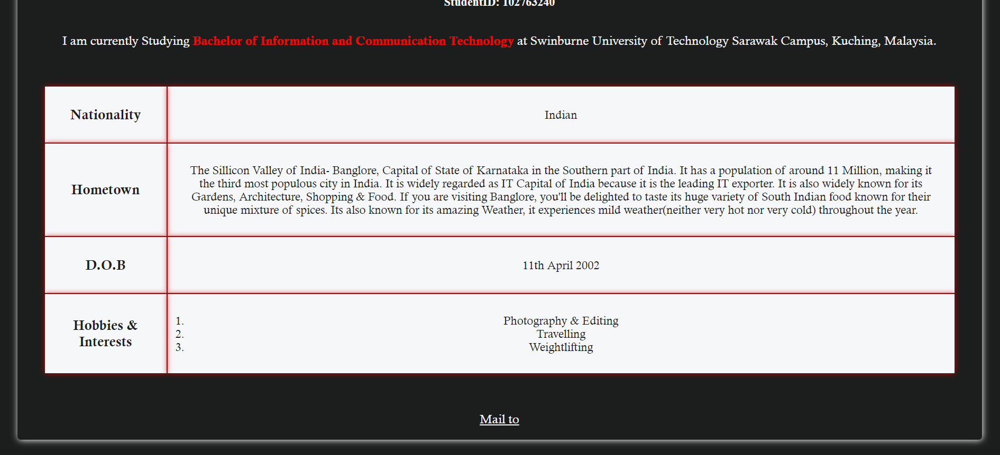 StudentID: 102763240
I am currently Studying Bachelor of Information and Communication Technology at Swinburne University of Technology Sarawak Campus, Kuching, Malaysia.
Nationality
Indian
Hometown
The Sillicon Valley of India- Banglore, Capital of State of Karnataka in the Southern part of India. It has a population of around 11 Million, making it
the third most populous city in India. It is widely regarded as IT Capital of India because it is the leading IT exporter. It is also widely known for its
Gardens, Architecture, Shopping & Food. If you are visiting Banglore, you'll be delighted to taste its huge variety of South Indian food known for their
unique mixture of spices. Its also known for its amazing Weather, it experiences mild weather(neither very hot nor very cold) throughout the year.
D.O.B
11th April 2002
Hobbies &
Interests
1. Photography & Editing
2. Travelling
3. Weightlifting
Mail to